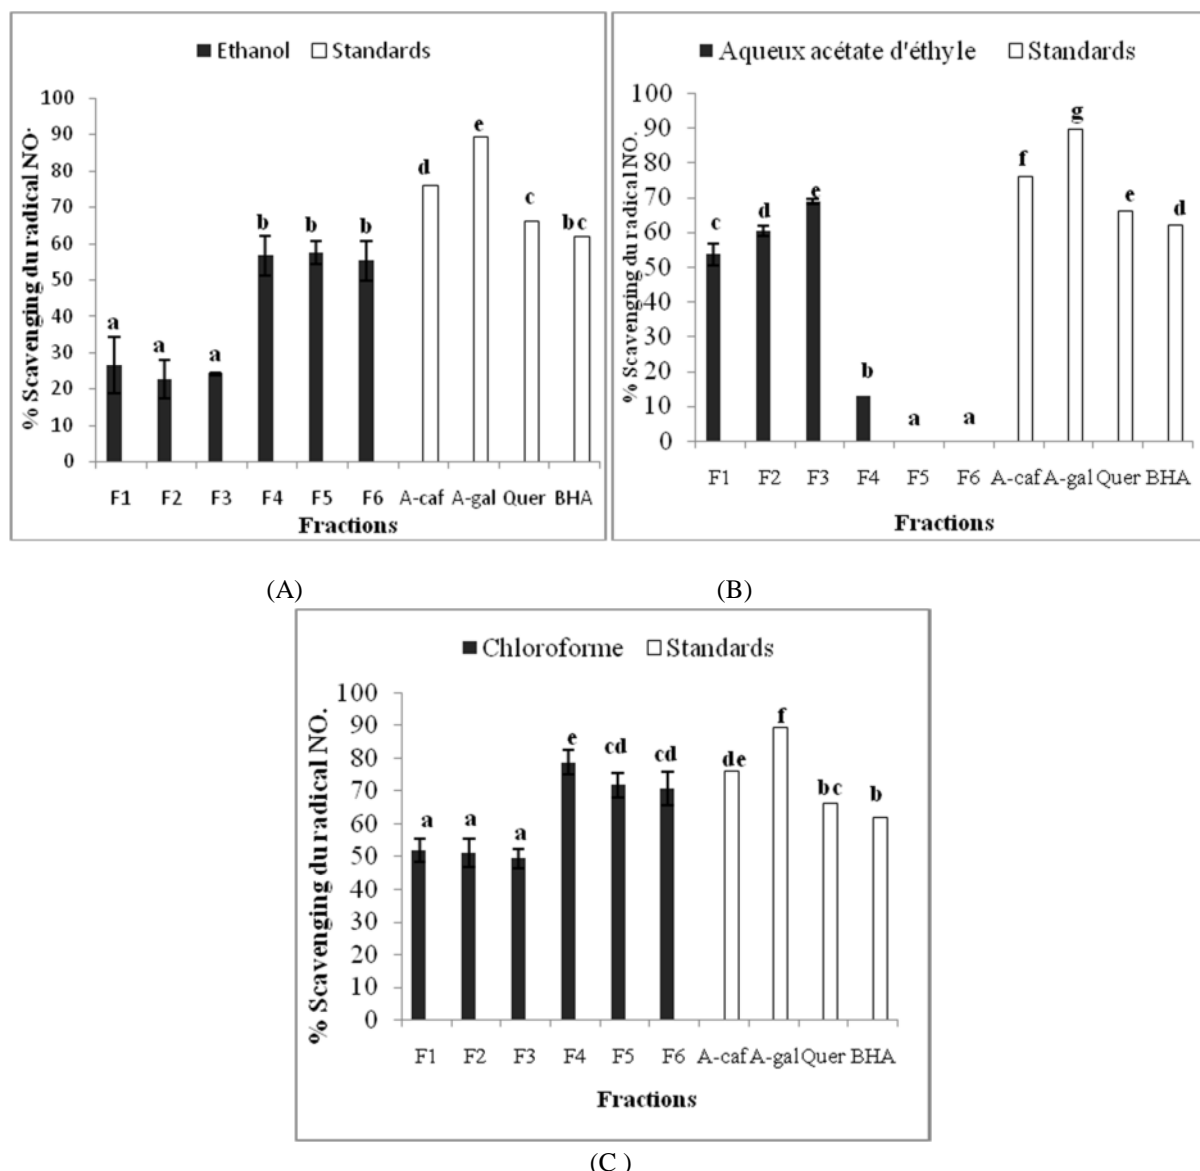 ■ Ethanol □ Standards
% Scavenging du radical NO·
100
90
80
70
60
50
40
30
20
10
0
a
a
a
b
b
b
d
e
c
b c
F1 F2 F3 F4 F5 F6 A-caf A-gal Quer BHA
Fractions
(A)
■ Aqueux acétate d'éthyle □ Standards
% Scavenging du radical NO.
100
90
80
70
60
50
40
30
20
10
0
c
d
e
b
a
a
f
g
e
d
F1 F2 F3 F4 F5 F6 A-caf A-gal Quer BHA
Fractions
(B)
■ Chloroforme □ Standards
% Scavenging du radical NO.
100
90
80
70
60
50
40
30
20
10
0
a
a
a
e
cd
cd
de
f
b c
b
F1 F2 F3 F4 F5 F6 A-caf A-gal Quer BHA
Fractions
(C )